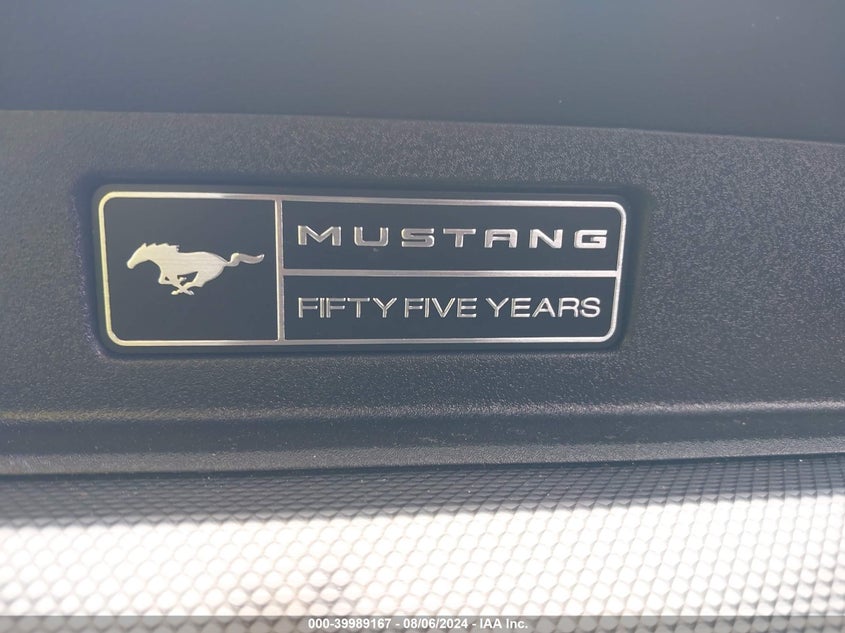 MUSTANG
FIFTY FIVE YEARS
000-39989167 - 08/06/2024 - IAA Inc.